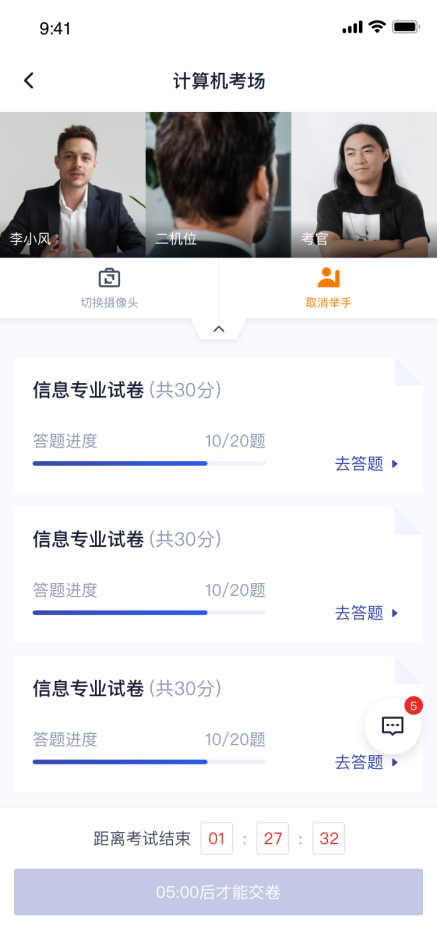 9:41
计算机考场
李小风 二机位 考官
切换摄像头 取消举手
信息专业试卷 (共30分)
答题进度 10/20题
去答题
信息专业试卷 (共30分)
答题进度 10/20题
去答题
信息专业试卷 (共30分)
5
答题进度 10/20题
去答题
距离考试结束 01 : 27 : 32
05:00后才能交卷